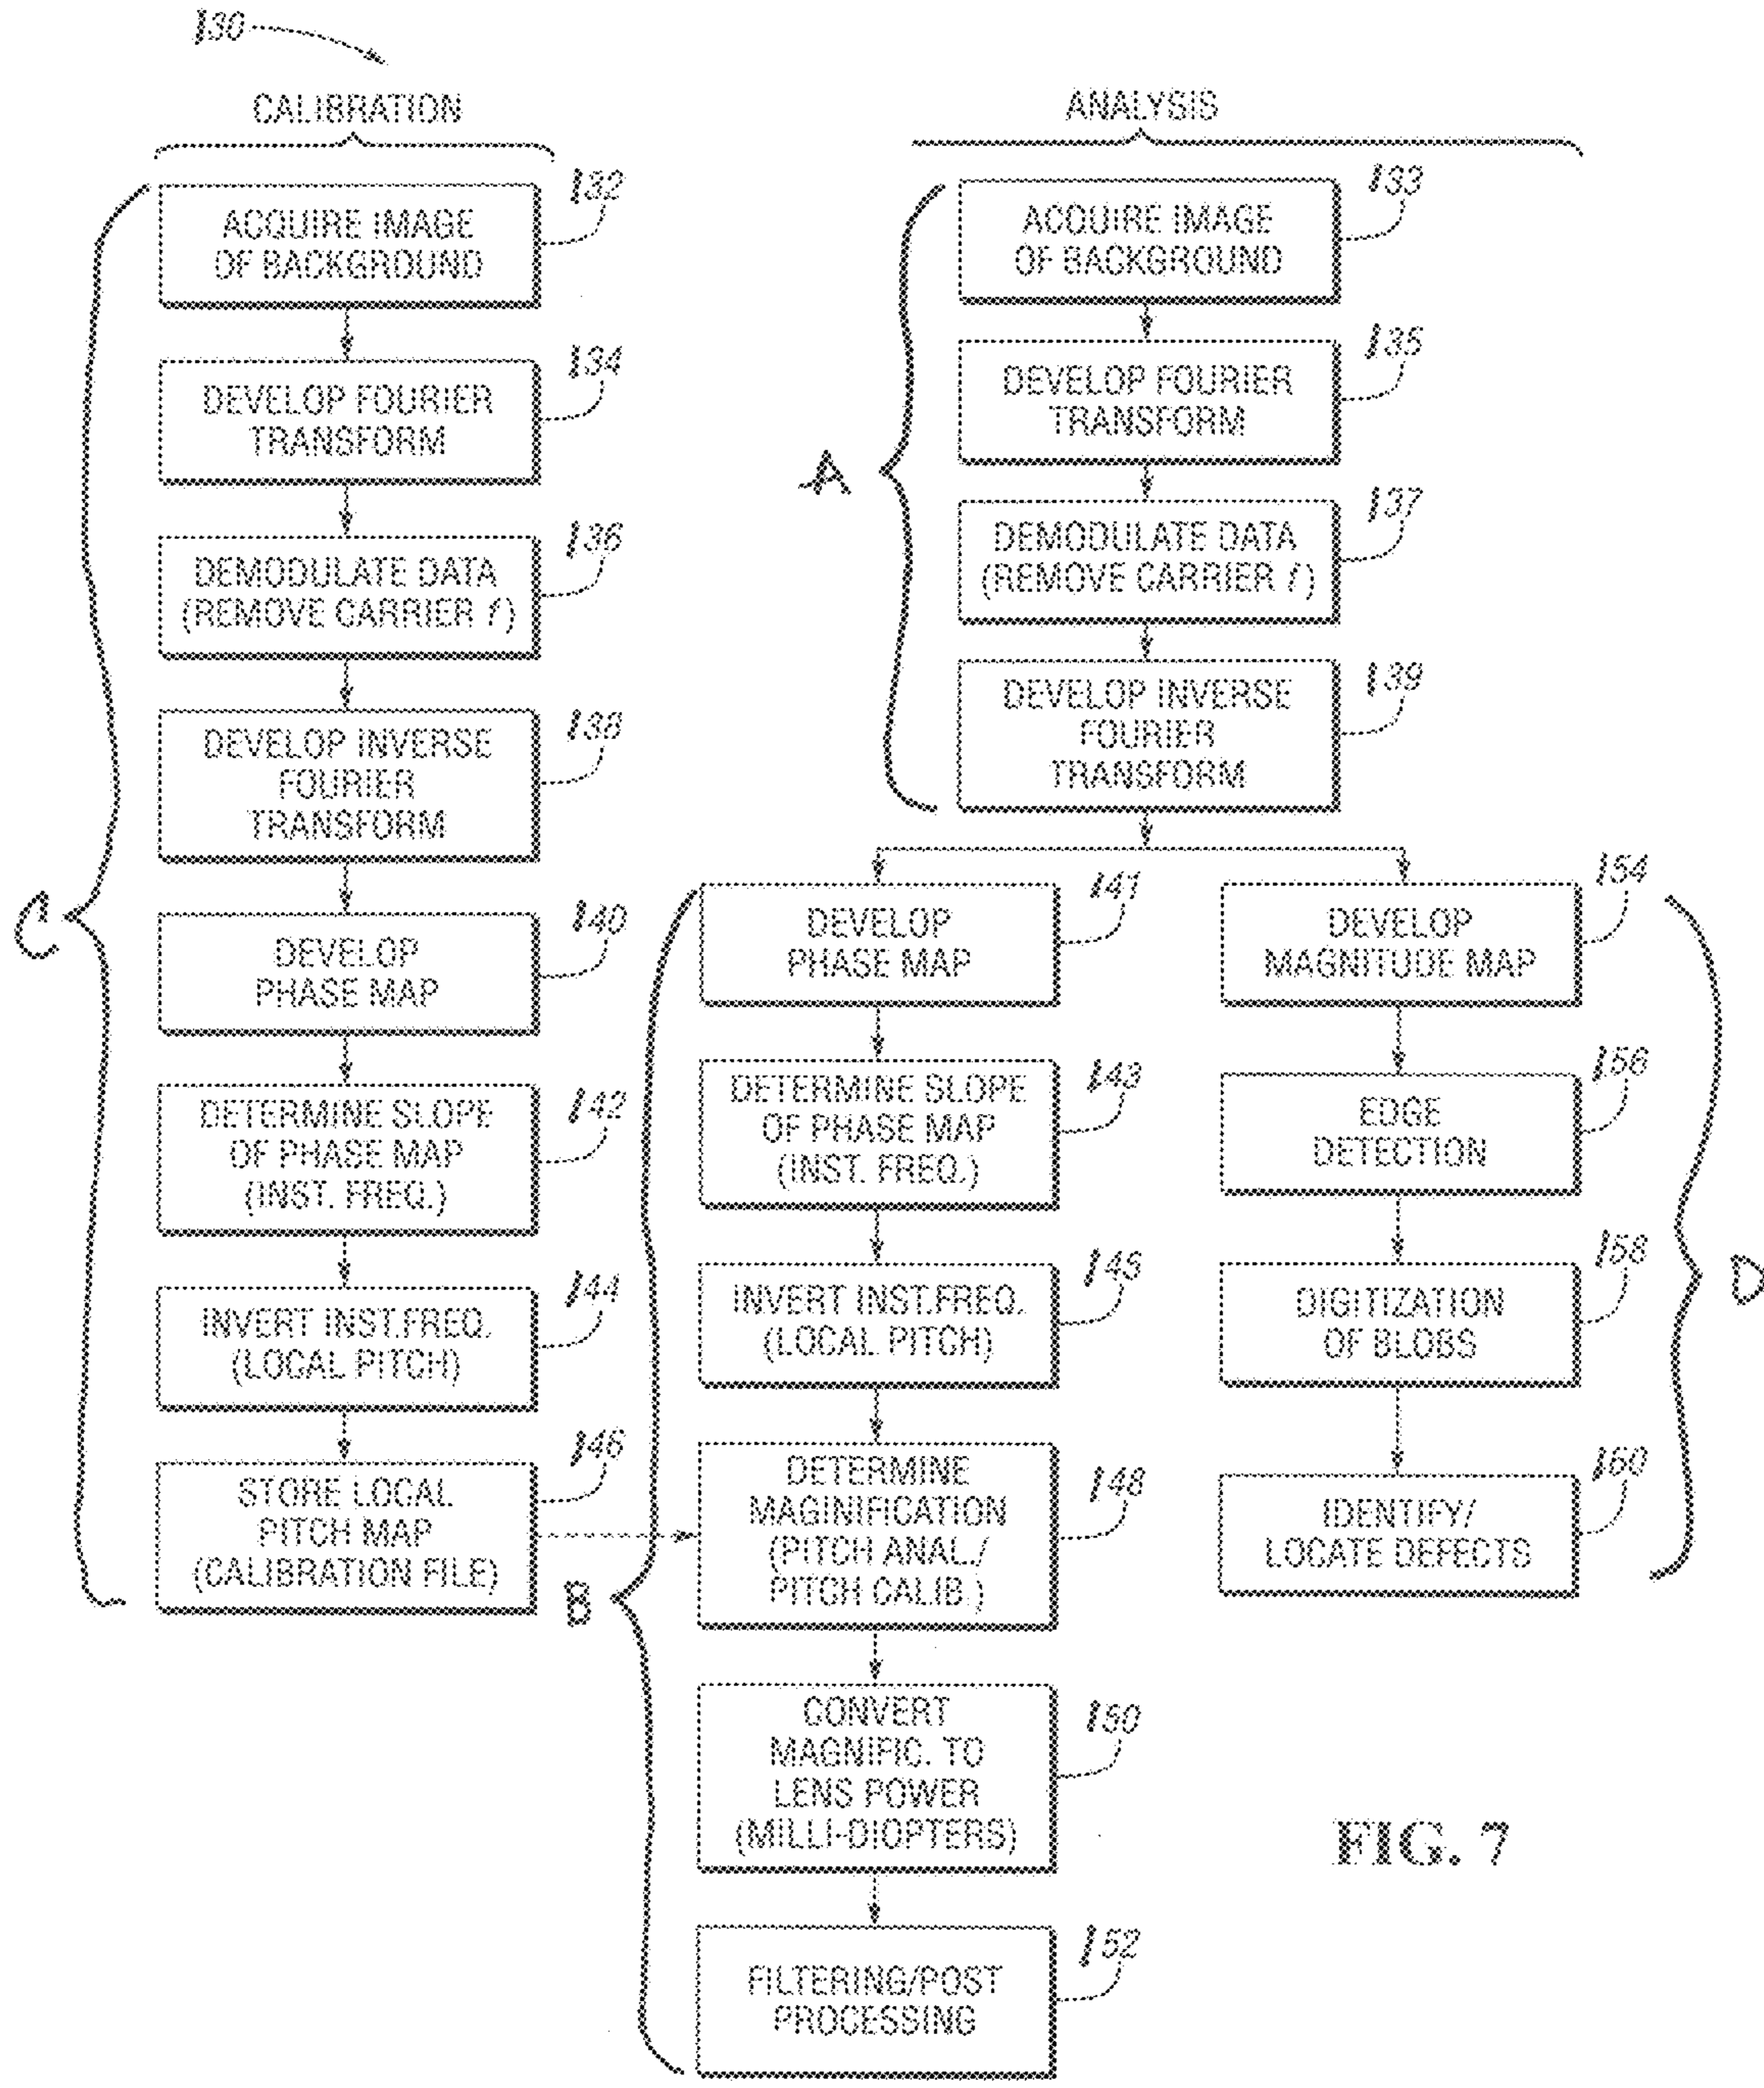 130
CALIBRATION
132
ACQUIRE IMAGE
OF BACKGROUND
134
DEVELOP FOURIER
TRANSFORM
136
DEMODULATE DATA
(REMOVE CARRIER f)
138
DEVELOP INVERSE
FOURIER
TRANSFORM
C
140
DEVELOP
PHASE MAP
142
DETERMINE SLOPE
OF PHASE MAP
(INST. FREQ.)
144
INVERT INST.FREQ.
(LOCAL PITCH)
146
STORE LOCAL
PITCH MAP
(CALIBRATION FILE)
ANALYSIS
133
ACQUIRE IMAGE
OF BACKGROUND
135
DEVELOP FOURIER
TRANSFORM
A
137
DEMODULATE DATA
(REMOVE CARRIER f)
139
DEVELOP INVERSE
FOURIER
TRANSFORM
141
DEVELOP
PHASE MAP
143
DETERMINE SLOPE
OF PHASE MAP
(INST. FREQ.)
145
INVERT INST.FREQ.
(LOCAL PITCH)
148
DETERMINE
MAGINIFICATION
(PITCH ANAL./
PITCH CALIB.)
B
150
CONVERT
MAGNIFIC. TO
LENS POWER
(MILLI-DIOPTERS)
152
FILTERING/POST
PROCESSING
154
DEVELOP
MAGNITUDE MAP
156
EDGE
DETECTION
158
DIGITIZATION
OF BLOBS
D
160
IDENTIFY/
LOCATE DEFECTS
FIG. 7